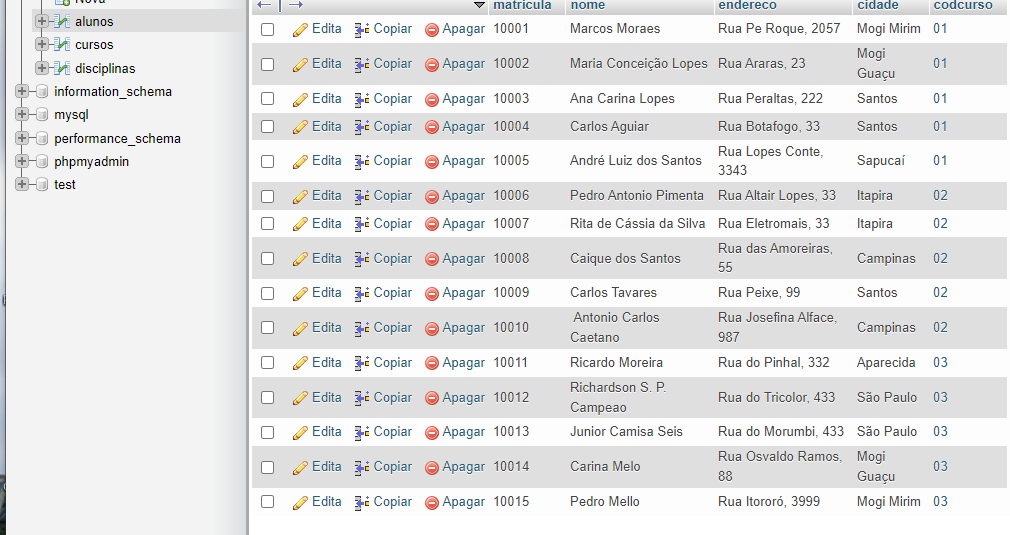 Nova
alunos
cursos
disciplinas
information_schema
mysql
performance_schema
phpmyadmin
test
matricula nome endereco cidade codcurso
Edita Copiar Apagar 10001 Marcos Moraes Rua Pe Roque, 2057 Mogi Mirim 01
Edita Copiar Apagar 10002 Maria Conceição Lopes Rua Araras, 23 Mogi Guaçu 01
Edita Copiar Apagar 10003 Ana Carina Lopes Rua Peraltas, 222 Santos 01
Edita Copiar Apagar 10004 Carlos Aguiar Rua Botafogo, 33 Santos 01
Edita Copiar Apagar 10005 André Luiz dos Santos Rua Lopes Conte, 3343 Sapucaí 01
Edita Copiar Apagar 10006 Pedro Antonio Pimenta Rua Altair Lopes, 33 Itapira 02
Edita Copiar Apagar 10007 Rita de Cássia da Silva Rua Eletromais, 33 Itapira 02
Edita Copiar Apagar 10008 Caique dos Santos Rua das Amoreiras, 55 Campinas 02
Edita Copiar Apagar 10009 Carlos Tavares Rua Peixe, 99 Santos 02
Edita Copiar Apagar 10010 Antonio Carlos Caetano Rua Josefina Alface, 987 Campinas 02
Edita Copiar Apagar 10011 Ricardo Moreira Rua do Pinhal, 332 Aparecida 03
Edita Copiar Apagar 10012 Richardson S. P. Campeao Rua do Tricolor, 433 São Paulo 03
Edita Copiar Apagar 10013 Junior Camisa Seis Rua do Morumbi, 433 São Paulo 03
Edita Copiar Apagar 10014 Carina Melo Rua Osvaldo Ramos, 88 Mogi Guaçu 03
Edita Copiar Apagar 10015 Pedro Mello Rua Itororó, 3999 Mogi Mirim 03